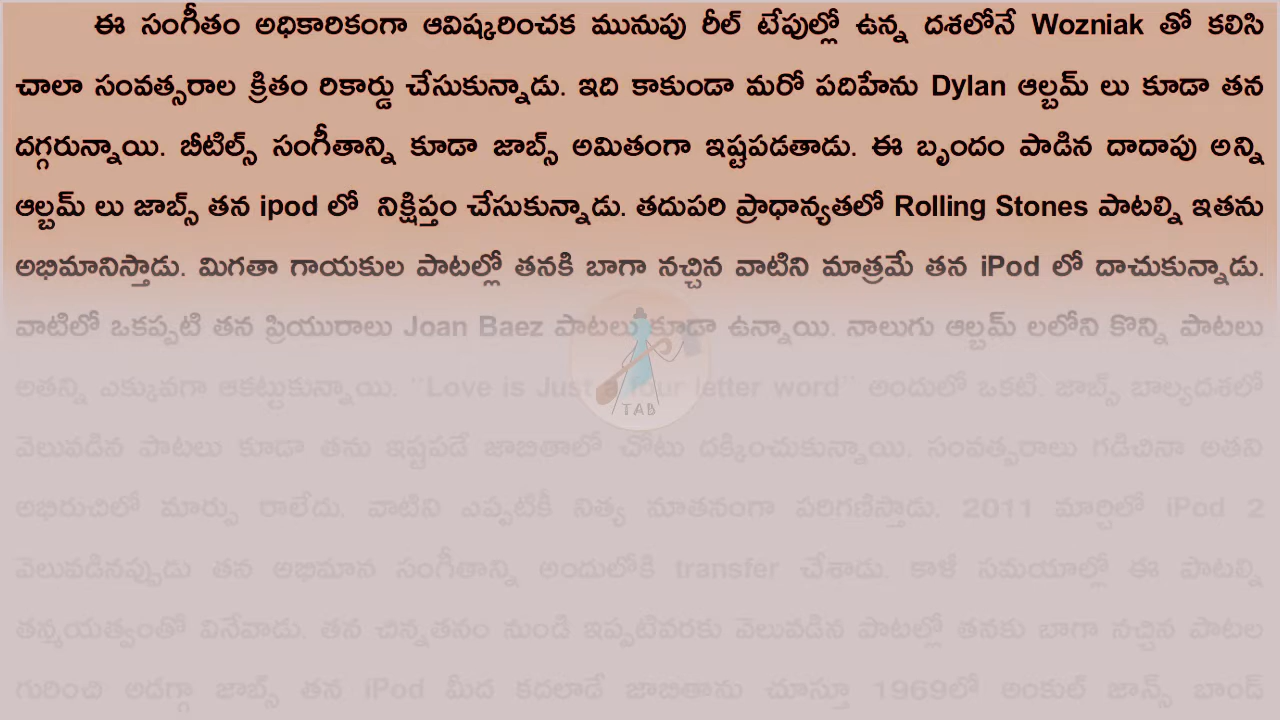 ఈ సంగీతం అధికారికంగా ఆవిష్కరించక మునుపు రీల్ టేపుల్లో ఉన్న దశలోనే Wozniak తో కలిసి
చాలా సంవత్సరాల క్రితం రికార్డు చేసుకున్నాడు. ఇది కాకుండా మరో పదిహేను Dylan ఆల్బమ్ లు కూడా తన
దగ్గరున్నాయి. బీటిల్స్ సంగీతాన్ని కూడా జాబ్స్ అమితంగా ఇష్టపడతాడు. ఈ బృందం పాడిన దాదాపు అన్ని
ఆల్బమ్ లు జాబ్స్ తన ipod లో నిక్షిప్తం చేసుకున్నాడు. తదుపరి ప్రాధాన్యతలో Rolling Stones పాటల్ని ఇతను
అభిమానిస్తాడు. మిగతా గాయకుల పాటల్లో తనకి బాగా నచ్చిన వాటిని మాత్రమే తన iPod లో దాచుకున్నాడు.
వాటిలో ఒకప్పటి తన ప్రియురాలు Joan Baez పాటలు కూడా ఉన్నాయి. నాలుగు ఆల్బమ్ లలోని కొన్ని పాటలు
అతన్ని ఎక్కువగా ఆకట్టుకున్నాయి. "Love is Just a four letter word" అందులో ఒకటి. జాబ్స్ బాల్యదశలో
వెలువడిన పాటలు కూడా తను ఇష్టపడే జాబితాలో చోటు దక్కించుకున్నాయి. సంవత్సరాలు గడిచినా అతని
అభిరుచిలో మార్పు రాలేదు. వాటిని ఎప్పటికీ నిత్య నూతనంగా పరిగణిస్తాడు. 2011 మార్చిలో iPod 2
వెలువడినప్పుడు తన అభిమాన సంగీతాన్ని అందులోకి transfer చేశాడు. కాళీ సమయాల్లో ఈ పాటల్ని
తన్మయత్వంతో వినేవాడు. తన చిన్నతనం నుండి ఇప్పటివరకు వెలువడిన పాటల్లో తనకు బాగా నచ్చిన పాటల
గురించి అడగ్గా జాబ్స్ తన iPod మీద కదలాడే జాబితాను చూస్తూ 1969లో అంకుల్ జాన్స్ బాండ్
TAB